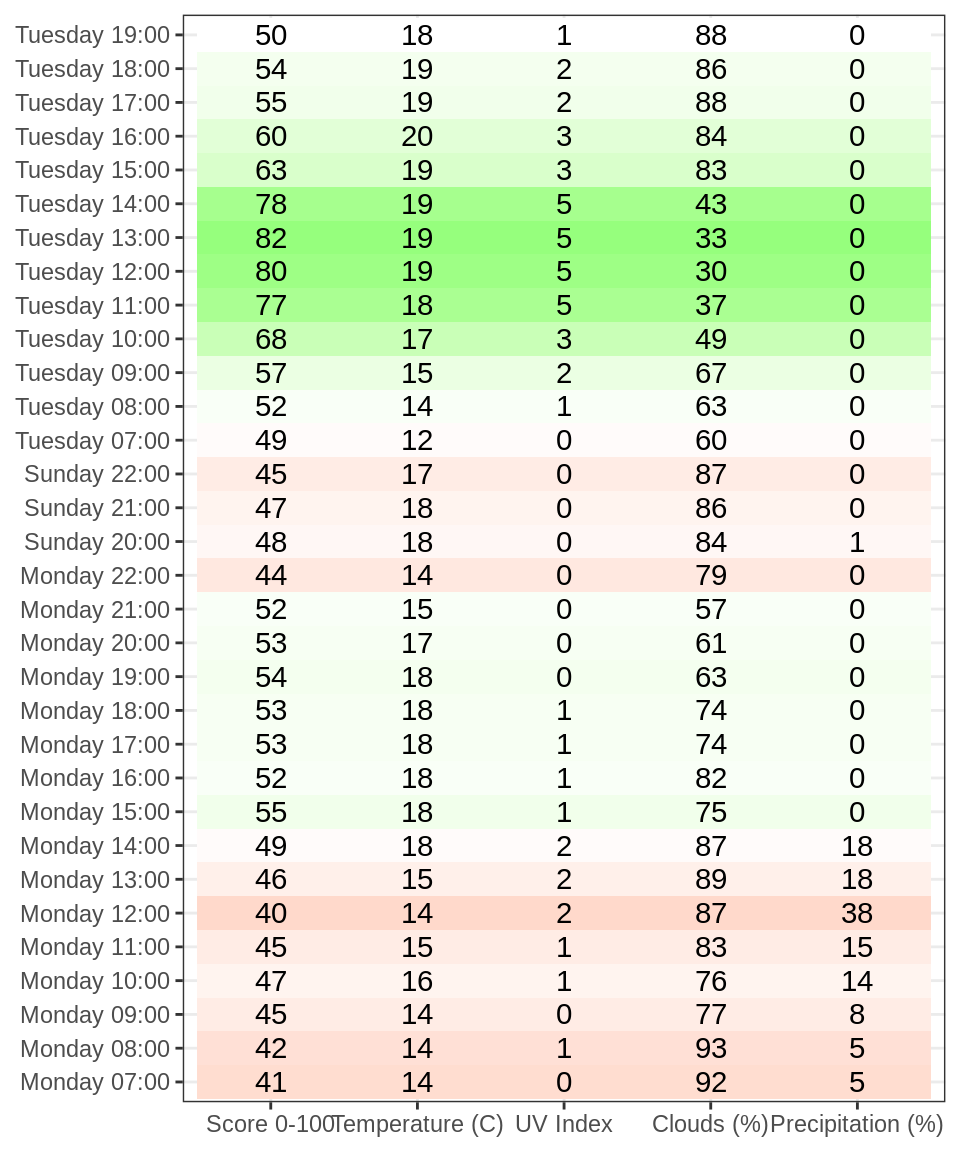 Tuesday 19:00 50 18 1 88 0
Tuesday 18:00 54 19 2 86 0
Tuesday 17:00 55 19 2 88 0
Tuesday 16:00 60 20 3 84 0
Tuesday 15:00 63 19 3 83 0
Tuesday 14:00 78 19 5 43 0
Tuesday 13:00 82 19 5 33 0
Tuesday 12:00 80 19 5 30 0
Tuesday 11:00 77 18 5 37 0
Tuesday 10:00 68 17 3 49 0
Tuesday 09:00 57 15 2 67 0
Tuesday 08:00 52 14 1 63 0
Tuesday 07:00 49 12 0 60 0
Sunday 22:00 45 17 0 87 0
Sunday 21:00 47 18 0 86 0
Sunday 20:00 48 18 0 84 1
Monday 22:00 44 14 0 79 0
Monday 21:00 52 15 0 57 0
Monday 20:00 53 17 0 61 0
Monday 19:00 54 18 0 63 0
Monday 18:00 53 18 1 74 0
Monday 17:00 53 18 1 74 0
Monday 16:00 52 18 1 82 0
Monday 15:00 55 18 1 75 0
Monday 14:00 49 18 2 87 18
Monday 13:00 46 15 2 89 18
Monday 12:00 40 14 2 87 38
Monday 11:00 45 15 1 83 15
Monday 10:00 47 16 1 76 14
Monday 09:00 45 14 0 77 8
Monday 08:00 42 14 1 93 5
Monday 07:00 41 14 0 92 5
Score 0-100 Temperature (C) UV Index Clouds (%) Precipitation (%)